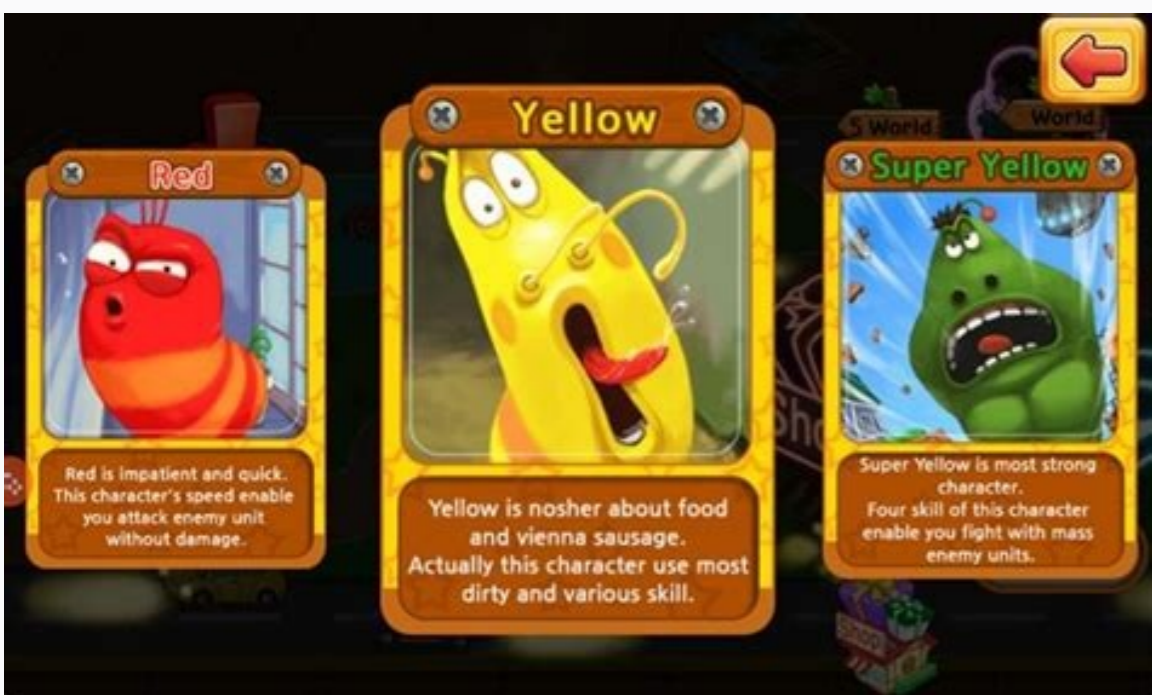 Yellow
5 World
World
Red
Super Yellow
Red is impatient and quick.
This character's speed enable
you attack enemy unit
without damage.
Yellow is nosher about food
and vienna sausage.
Actually this character use most
dirty and various skill.
Super Yellow is most strong
character.
Four skill of this character
enable you fight with mass
enemy units.
Shop